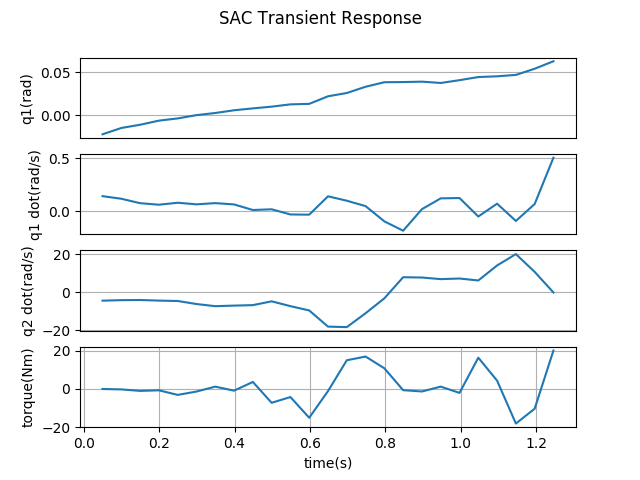 SAC Transient Response
q1(rad)
0.05
0.00
q1 dot(rad/s)
0.5
0.0
q2 dot(rad/s)
20
0
−20
torque(Nm)
20
0
−20
0.0 0.2 0.4 0.6 0.8 1.0 1.2
time(s)